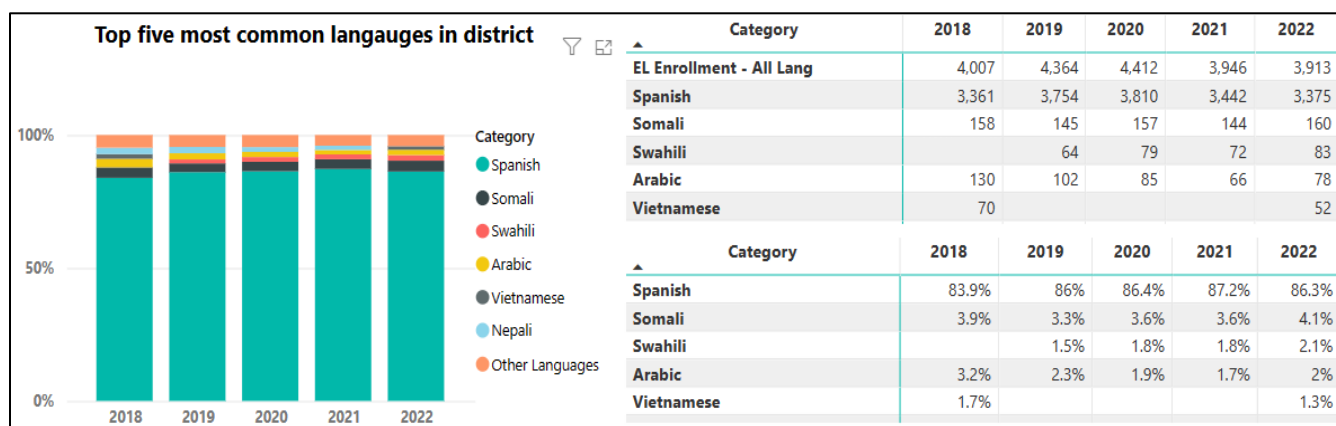 Top five most common langauges in district
100%
50%
0%
2018 2019 2020 2021 2022
Category
Spanish
Somali
Swahili
Arabic
Vietnamese
Nepali
Other Languages
Category 2018 2019 2020 2021 2022
EL Enrollment - All Lang 4,007 4,364 4,412 3,946 3,913
Spanish 3,361 3,754 3,810 3,442 3,375
Somali 158 145 157 144 160
Swahili 64 79 72 83
Arabic 130 102 85 66 78
Vietnamese 70 52
Category 2018 2019 2020 2021 2022
Spanish 83.9% 86% 86.4% 87.2% 86.3%
Somali 3.9% 3.3% 3.6% 3.6% 4.1%
Swahili 1.5% 1.8% 1.8% 2.1%
Arabic 3.2% 2.3% 1.9% 1.7% 2%
Vietnamese 1.7% 1.3%